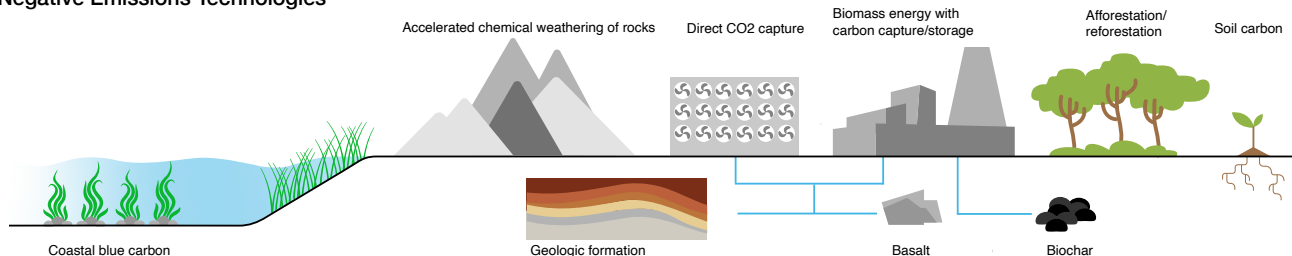 Negative Emissions Technologies
Accelerated chemical weathering of rocks
Direct CO2 capture
Biomass energy with
carbon capture/storage
Afforestation/
reforestation
Soil carbon
Coastal blue carbon
Geologic formation
Basalt
Biochar